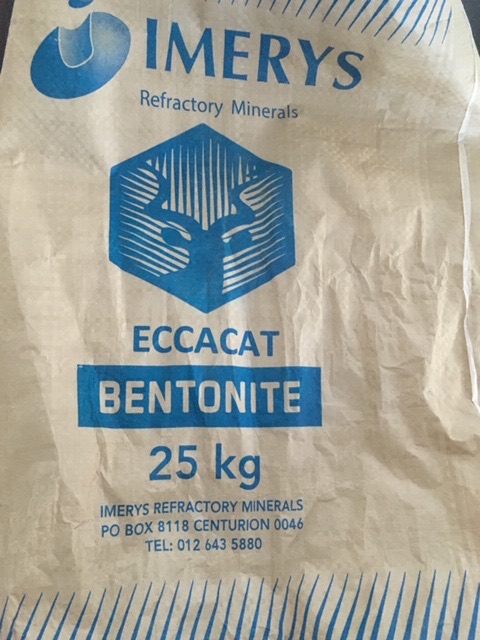 IMERYS
Refractory Minerals
ECCACAT
BENTONITE
25 kg
IMERYS REFRACTORY MINERALS
PO BOX 8118 CENTURION 0046
TEL: 012 643 5880